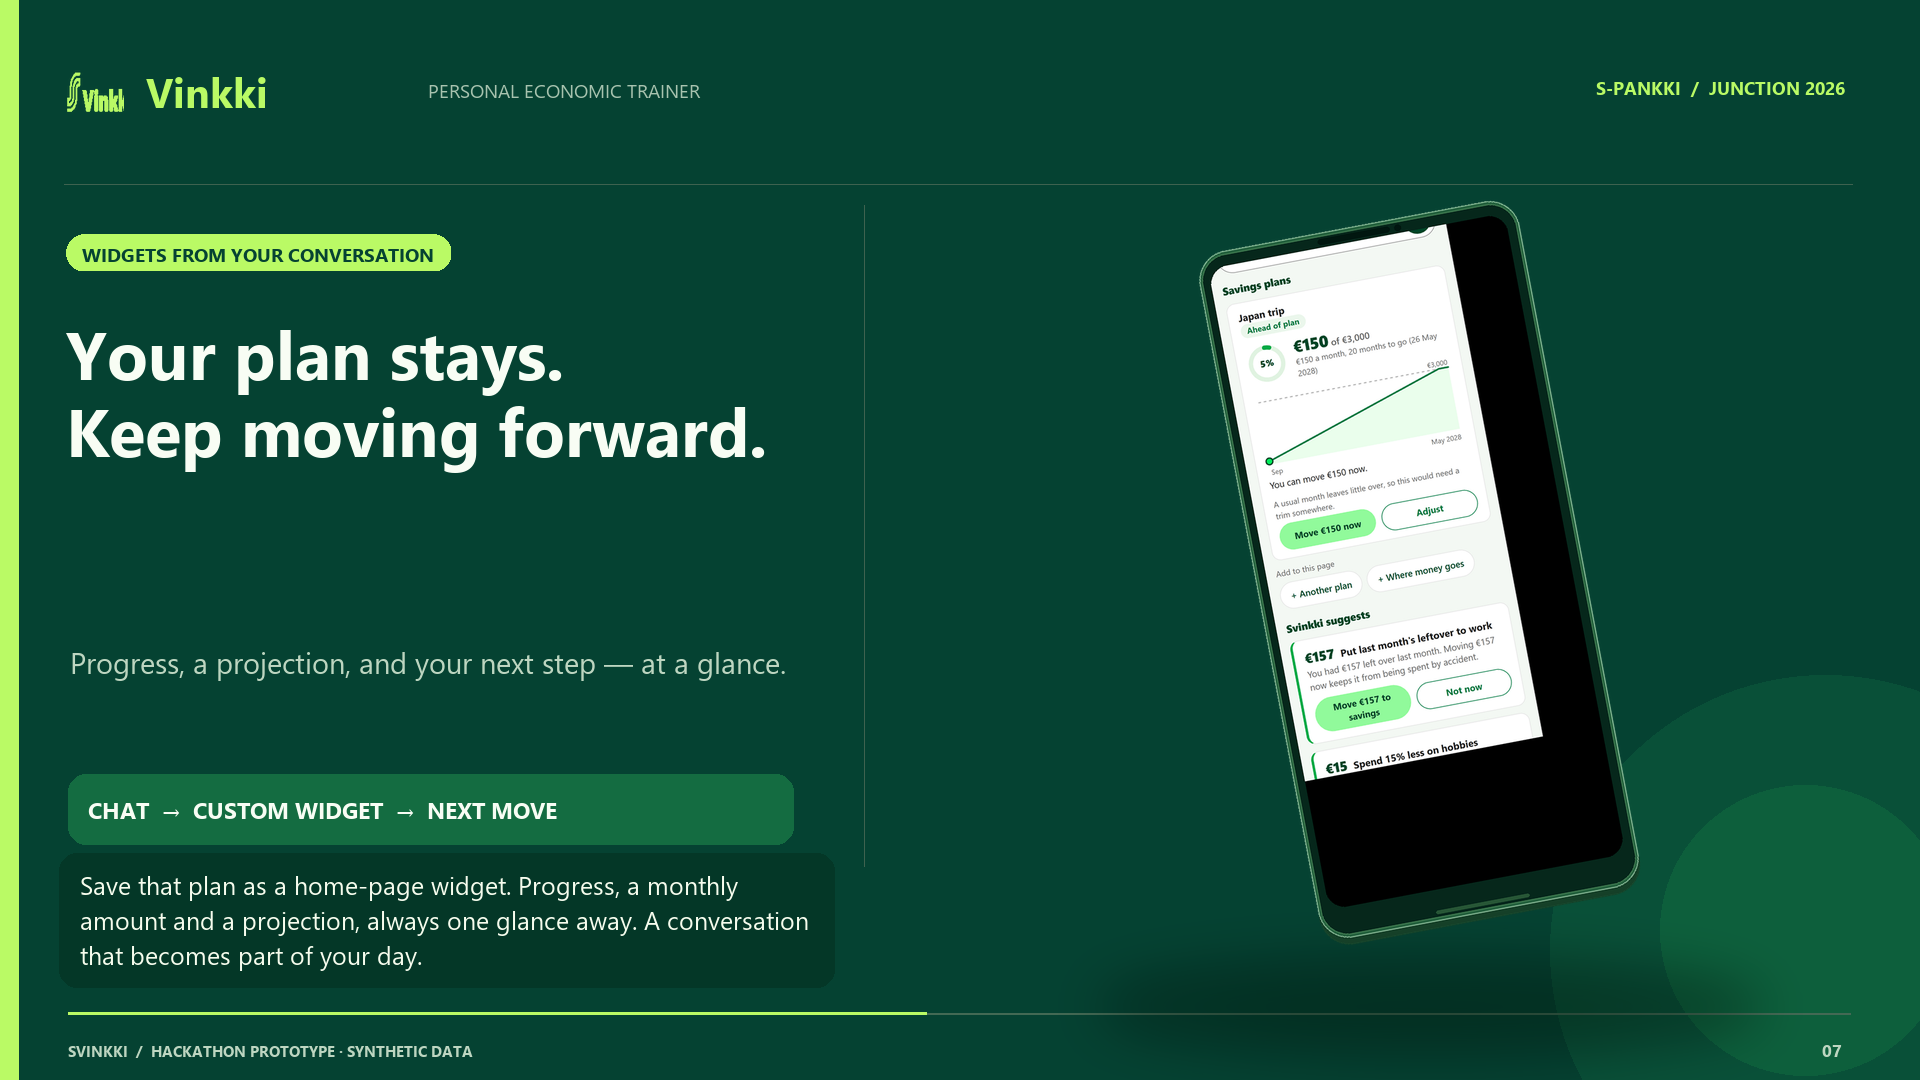 Vinkki
Vinkki
PERSONAL ECONOMIC TRAINER
S-PANKKI / JUNCTION 2026
WIDGETS FROM YOUR CONVERSATION
Your plan stays.
Keep moving forward.
Progress, a projection, and your next step — at a glance.
CHAT → CUSTOM WIDGET → NEXT MOVE
Save that plan as a home-page widget. Progress, a monthly
amount and a projection, always one glance away. A conversation
that becomes part of your day.
Savings plans
Japan trip
Ahead of plan
5%
€150 of €3,000
€150 a month, 20 months to go (26 May
2028)
€3,000
Sep
May 2028
You can move €150 now.
A usual month leaves little over, so this would need a
trim somewhere.
Move €150 now
Adjust
Add to this page
+ Another plan
+ Where money goes
Svinkki suggests
€157 Put last month's leftover to work
You had €157 left over last month. Moving €157
now keeps it from being spent by accident.
Move €157 to
savings
Not now
€15 Spend 15% less on hobbies
SVINKKI / HACKATHON PROTOTYPE · SYNTHETIC DATA
07